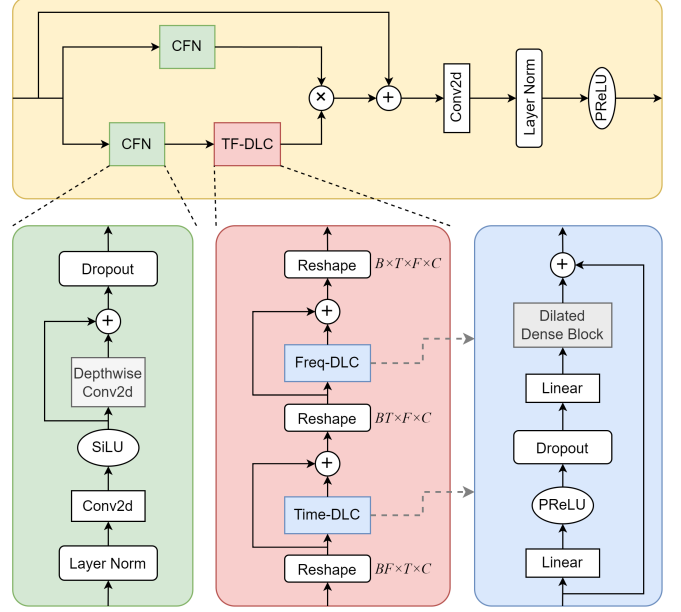 CFN
×
+
Conv2d
Layer Norm
PReLU
CFN
TF-DLC
Dropout
+
Depthwise
Conv2d
SiLU
Conv2d
Layer Norm
Reshape B×T×F×C
+
Freq-DLC
Reshape BT×F×C
+
Time-DLC
Reshape BF×T×C
+
Dilated
Dense Block
Linear
Dropout
PReLU
Linear